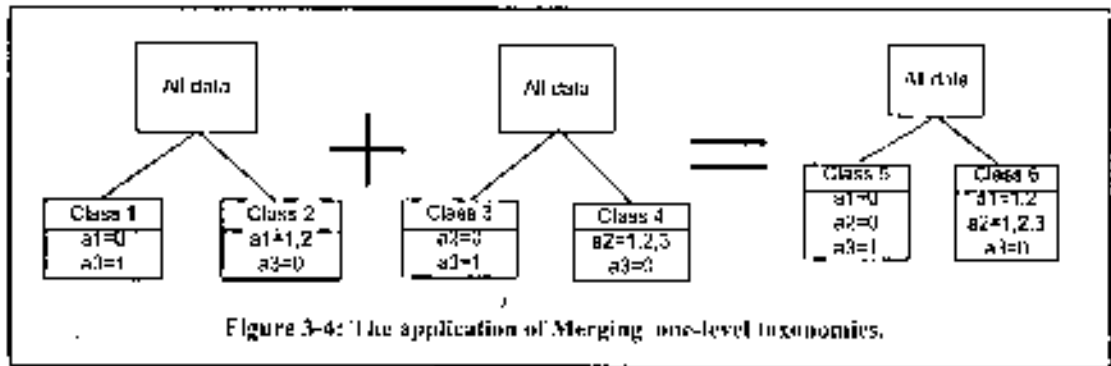 All data
All data
All data
Class 1
a1=0
a3=1
Class 2
a1=1,2
a3=0
+
Class 3
a2=0
a3=1
Class 4
a2=1,2,3
a3=0
=
Class 5
a1=0
a2=0
a3=1
Class 6
a1=1,2
a2=1,2,3
a3=0
Figure 3-4: The application of Merging one-level taxonomies.